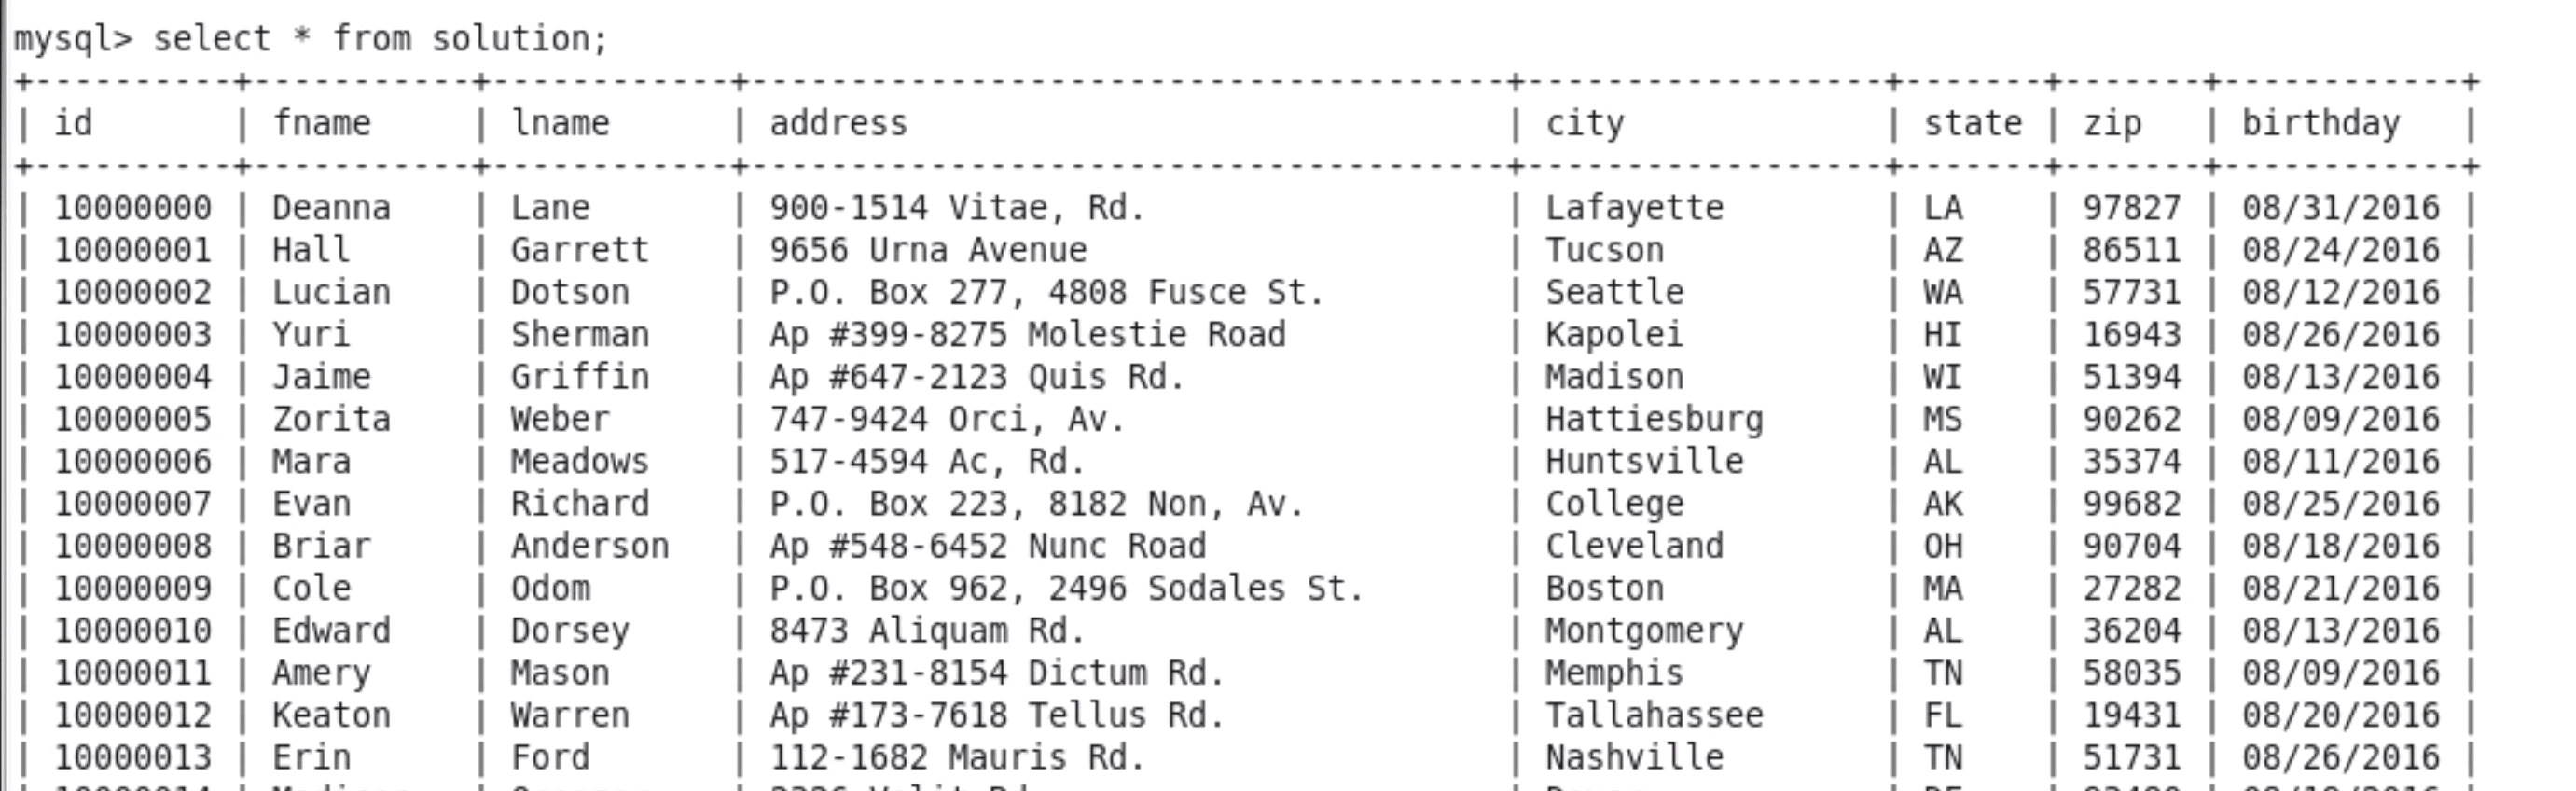 mysql> select * from solution;
+----------+-----------+------------+--------------------------------------+------------------+-------+-------+------------+
| id | fname | lname | address | city | state | zip | birthday |
+----------+-----------+------------+--------------------------------------+------------------+-------+-------+------------+
| 10000000 | Deanna | Lane | 900-1514 Vitae, Rd. | Lafayette | LA | 97827 | 08/31/2016 |
| 10000001 | Hall | Garrett | 9656 Urna Avenue | Tucson | AZ | 86511 | 08/24/2016 |
| 10000002 | Lucian | Dotson | P.O. Box 277, 4808 Fusce St. | Seattle | WA | 57731 | 08/12/2016 |
| 10000003 | Yuri | Sherman | Ap #399-8275 Molestie Road | Kapolei | HI | 16943 | 08/26/2016 |
| 10000004 | Jaime | Griffin | Ap #647-2123 Quis Rd. | Madison | WI | 51394 | 08/13/2016 |
| 10000005 | Zorita | Weber | 747-9424 Orci, Av. | Hattiesburg | MS | 90262 | 08/09/2016 |
| 10000006 | Mara | Meadows | 517-4594 Ac, Rd. | Huntsville | AL | 35374 | 08/11/2016 |
| 10000007 | Evan | Richard | P.O. Box 223, 8182 Non, Av. | College | AK | 99682 | 08/25/2016 |
| 10000008 | Briar | Anderson | Ap #548-6452 Nunc Road | Cleveland | OH | 90704 | 08/18/2016 |
| 10000009 | Cole | Odom | P.O. Box 962, 2496 Sodales St. | Boston | MA | 27282 | 08/21/2016 |
| 10000010 | Edward | Dorsey | 8473 Aliquam Rd. | Montgomery | AL | 36204 | 08/13/2016 |
| 10000011 | Amery | Mason | Ap #231-8154 Dictum Rd. | Memphis | TN | 58035 | 08/09/2016 |
| 10000012 | Keaton | Warren | Ap #173-7618 Tellus Rd. | Tallahassee | FL | 19431 | 08/20/2016 |
| 10000013 | Erin | Ford | 112-1682 Mauris Rd. | Nashville | TN | 51731 | 08/26/2016 |